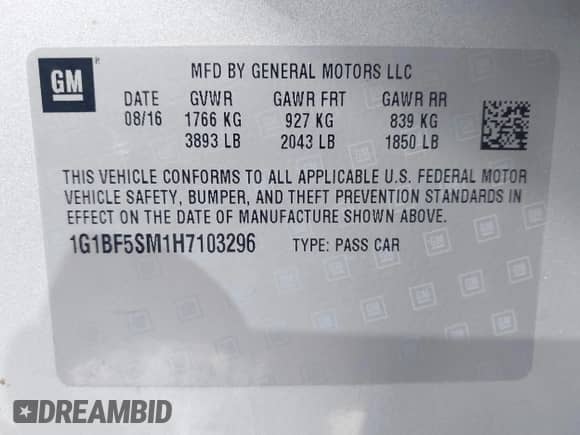 GM
MFD BY GENERAL MOTORS LLC
DATE GVWR GAWR FRT GAWR RR
08/16 1766 KG 927 KG 839 KG
3893 LB 2043 LB 1850 LB
THIS VEHICLE CONFORMS TO ALL APPLICABLE U.S. FEDERAL MOTOR
VEHICLE SAFETY, BUMPER, AND THEFT PREVENTION STANDARDS IN
EFFECT ON THE DATE OF MANUFACTURE SHOWN ABOVE.
1G1BF5SM1H7103296 TYPE: PASS CAR
DREAMBID